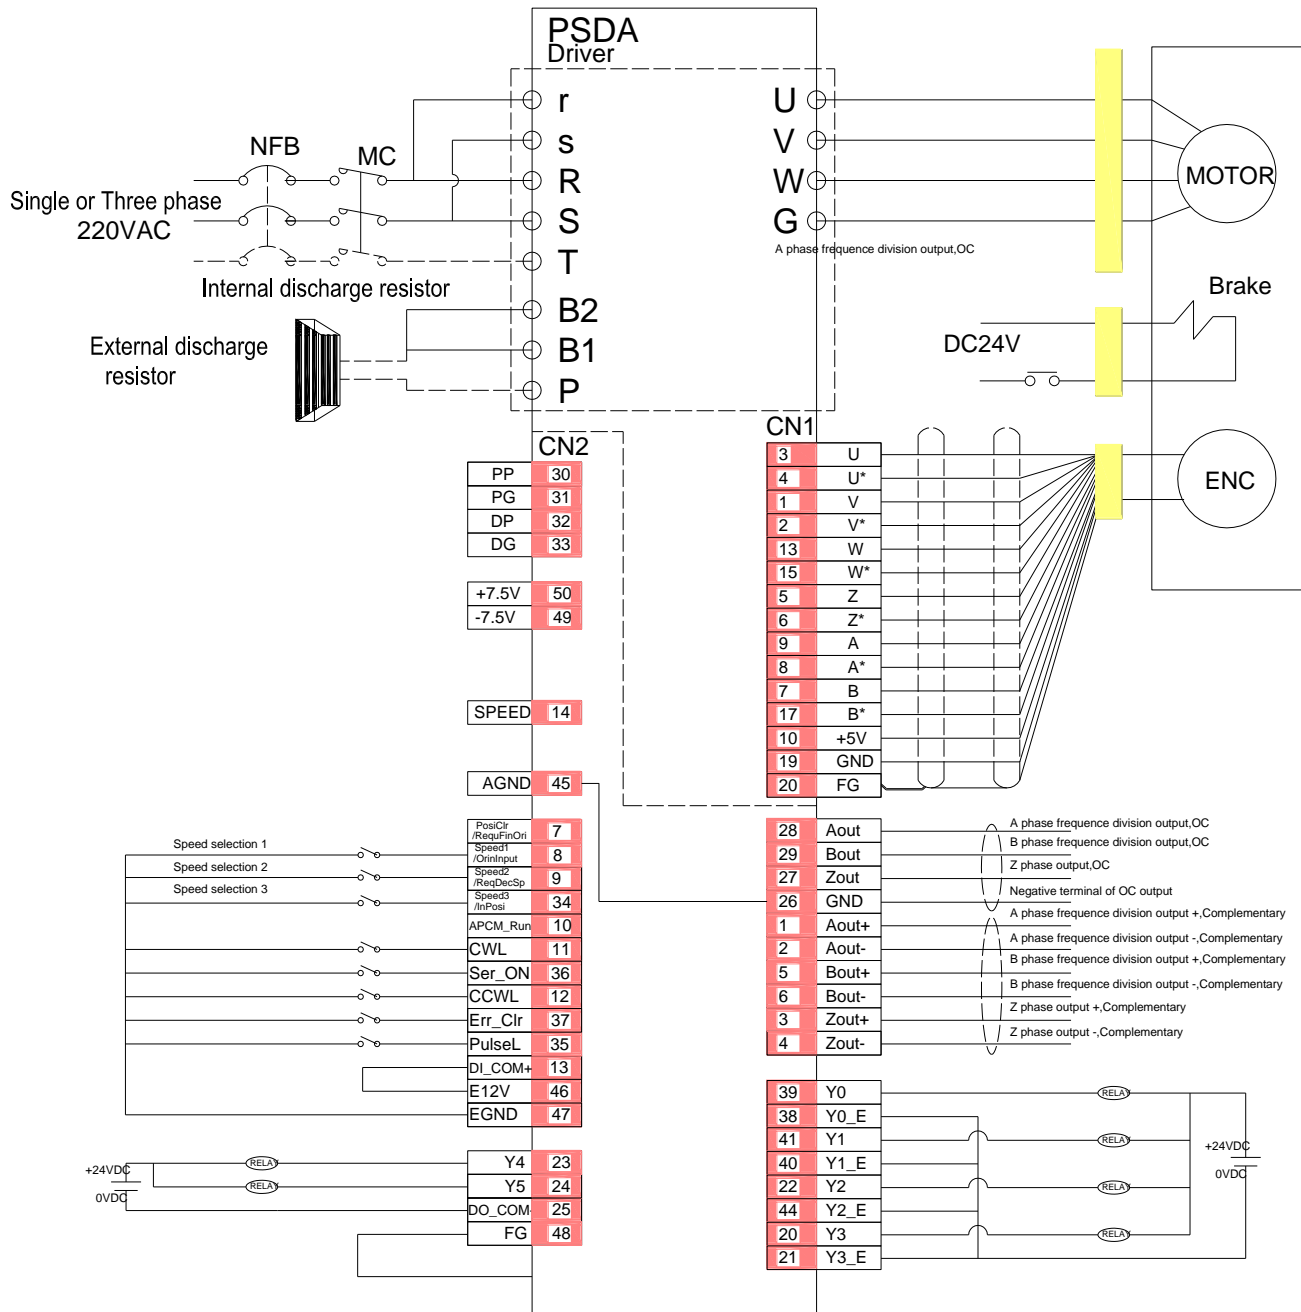 PSDA
Driver
r
s
R
S
T
B2
B1
P
U
V
W
G
A phase frequence division output,OC
NFB
MC
Single or Three phase
220VAC
Internal discharge resistor
External discharge
resistor
MOTOR
Brake
DC24V
ENC
CN2
PP 30
PG 31
DP 32
DG 33
+7.5V 50
-7.5V 49
SPEED 14
AGND 45
PosiClr
/RequFinOri 7
Speed selection 1
Speed1
/OrinInput 8
Speed selection 2
Speed2
/ReqDecSp 9
Speed selection 3
Speed3
/InPosi 34
APCM_Run 10
CWL 11
Ser_ON 36
CCWL 12
Err_Clr 37
PulseL 35
DI_COM+ 13
E12V 46
EGND 47
+24VDC
0VDC
RELAY
Y4 23
RELAY
Y5 24
DO_COM- 25
FG 48
CN1
3 U
4 U*
1 V
2 V*
13 W
15 W*
5 Z
6 Z*
9 A
8 A*
7 B
17 B*
10 +5V
19 GND
20 FG
28 Aout A phase frequence division output,OC
29 Bout B phase frequence division output,OC
27 Zout Z phase output,OC
26 GND Negative terminal of OC output
1 Aout+ A phase frequence division output +,Complementary
2 Aout- A phase frequence division output -,Complementary
5 Bout+ B phase frequence division output +,Complementary
6 Bout- B phase frequence division output -,Complementary
3 Zout+ Z phase output +,Complementary
4 Zout- Z phase output -,Complementary
39 Y0 RELAY
38 Y0_E
41 Y1 RELAY
40 Y1_E
22 Y2 RELAY
44 Y2_E
20 Y3 RELAY
21 Y3_E
+24VDC
0VDC